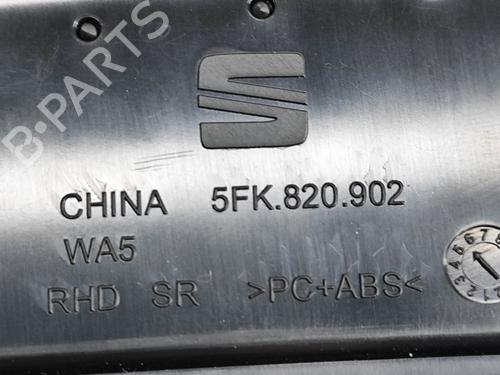 B-PARTS
CHINA 5FK.820.902
WA5
RHD SR >PC+ABS<